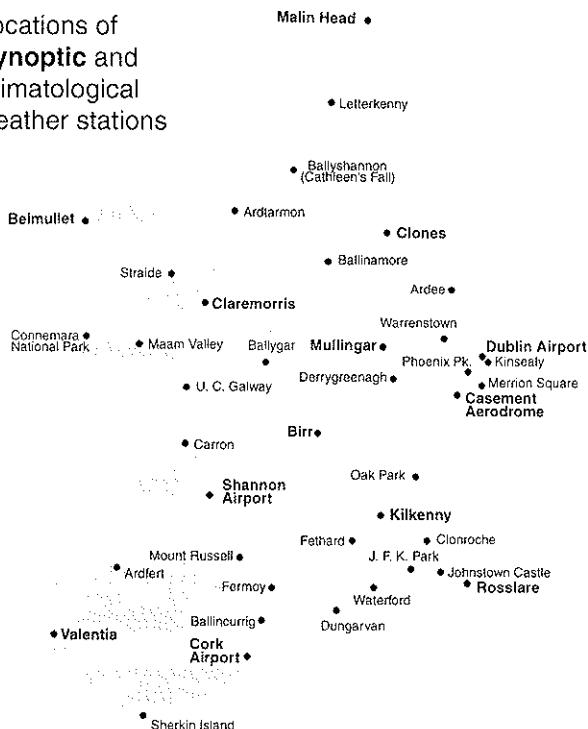 ocations of
ynoptic and
imatological
eather stations
Malin Head
Letterkenny
Ballyshannon
(Cathleen's Fall)
Belmullet
Ardtarmon
Clones
Ballinamore
Straide
Ardee
Claremorris
Warrenstown
Connemara
National Park
Maam Valley
Ballygar
Mullingar
Dublin Airport
Phoenix Pk.
Kinsealy
Derrygreenagh
Merrion Square
U. C. Galway
Casement
Aerodrome
Birr
Carron
Oak Park
Shannon
Airport
Kilkenny
Fethard
Clonroche
Mount Russell
J. F. K. Park
Ardfert
Johnstown Castle
Rosslare
Fermoy
Waterford
Dungarvan
Ballincurrig
Valentia
Cork
Airport
Sherkin Island